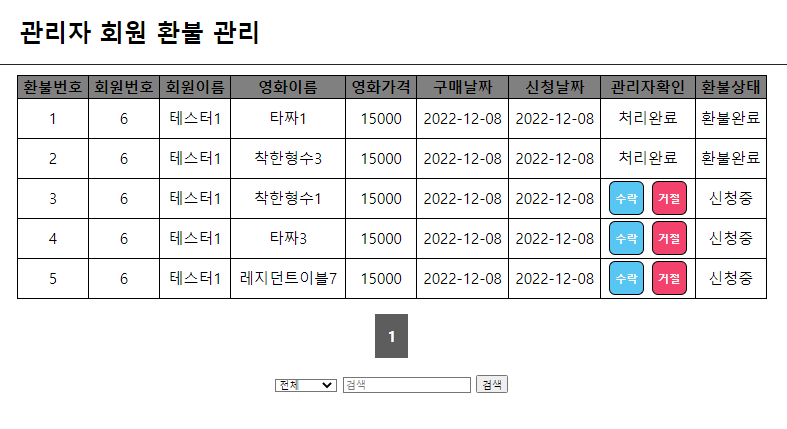 관리자 회원 환불 관리
환불번호 회원번호 회원이름 영화이름 영화가격 구매날짜 신청날짜 관리자확인 환불상태
1 6 테스터1 타짜1 15000 2022-12-08 2022-12-08 처리완료 환불완료
2 6 테스터1 착한형수3 15000 2022-12-08 2022-12-08 처리완료 환불완료
3 6 테스터1 착한형수1 15000 2022-12-08 2022-12-08 수락 거절 신청중
4 6 테스터1 타짜3 15000 2022-12-08 2022-12-08 수락 거절 신청중
5 6 테스터1 레지던트이블7 15000 2022-12-08 2022-12-08 수락 거절 신청중
1
전체 검색 검색